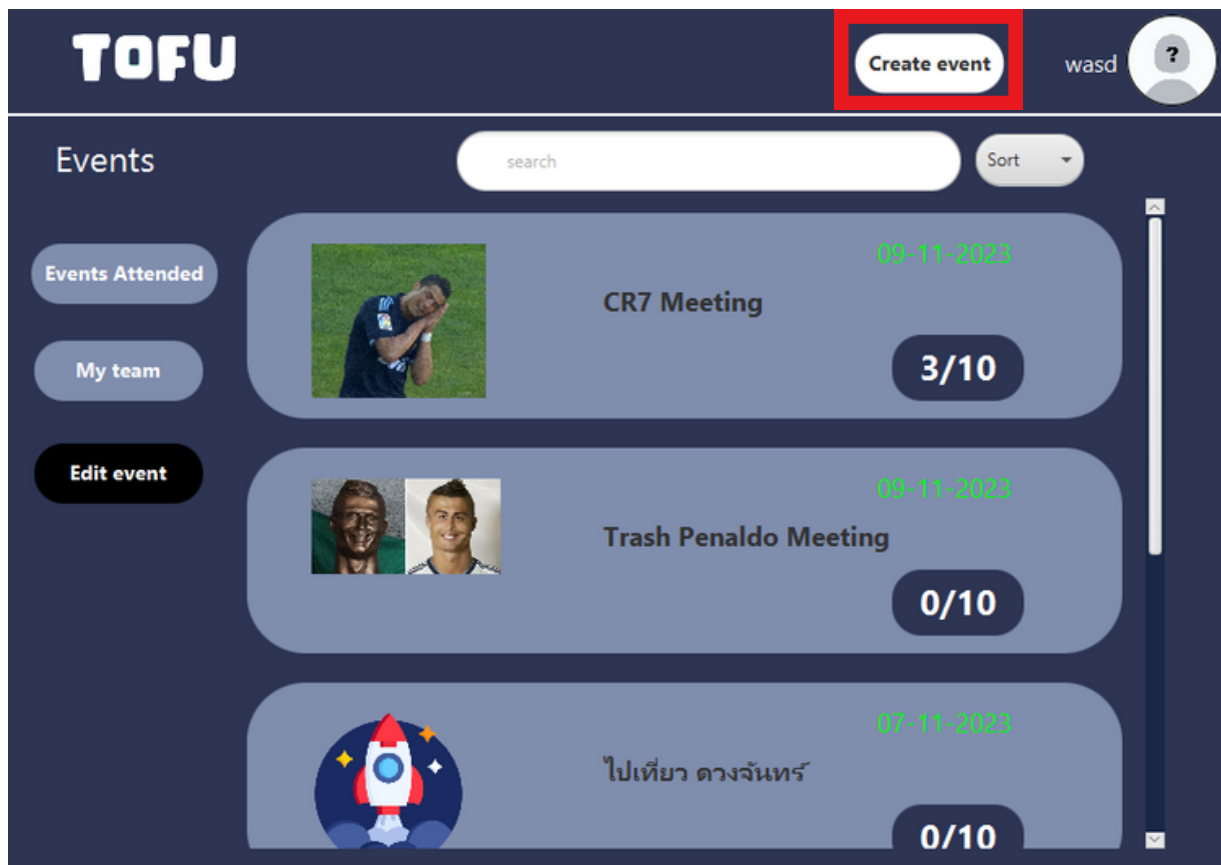 TOFU
Create event
wasd
?
Events
search
Sort
Events Attended
09-11-2023
CR7 Meeting
My team
3/10
Edit event
09-11-2023
Trash Penaldo Meeting
0/10
07-11-2023
ไปเที่ยว ดวงจันทร์
0/10